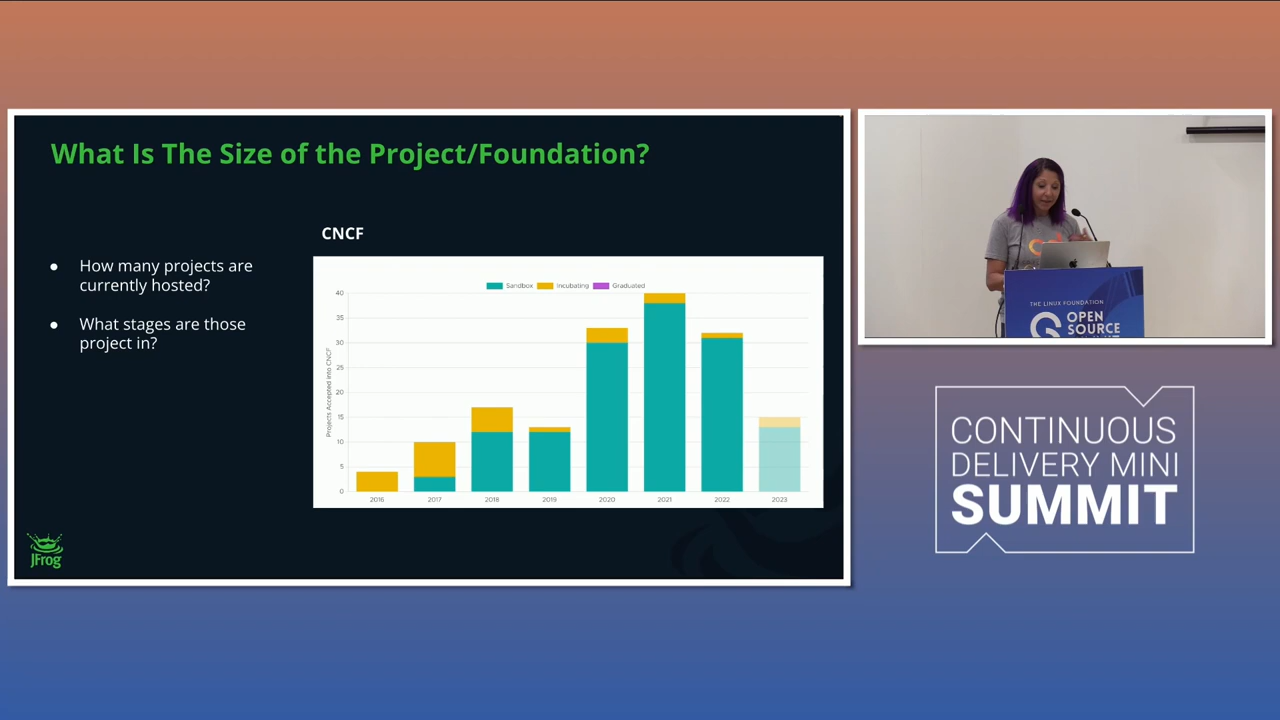 What Is The Size of the Project/Foundation?
CNCF
How many projects are
currently hosted?
What stages are those
project in?
Sandbox Incubating Graduated
Projects Accepted into CNCF
40
35
30
25
20
15
10
5
0
2016 2017 2018 2019 2020 2021 2022 2023
JFrog
THE LINUX FOUNDATION
OPEN
SOURCE
CONTINUOUS
DELIVERY MINI
SUMMIT